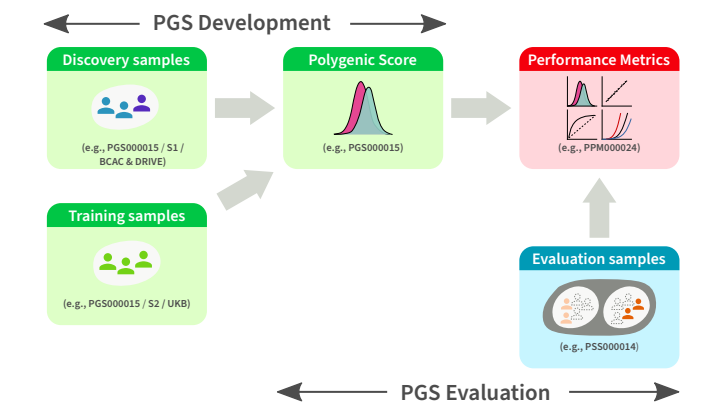 PGS Development
Discovery samples
(e.g., PGS000015 / S1 /
BCAC & DRIVE)
Polygenic Score
(e.g., PGS000015)
Performance Metrics
(e.g., PPM000024)
Training samples
(e.g., PGS000015 / S2 / UKB)
Evaluation samples
(e.g., PSS000014)
PGS Evaluation